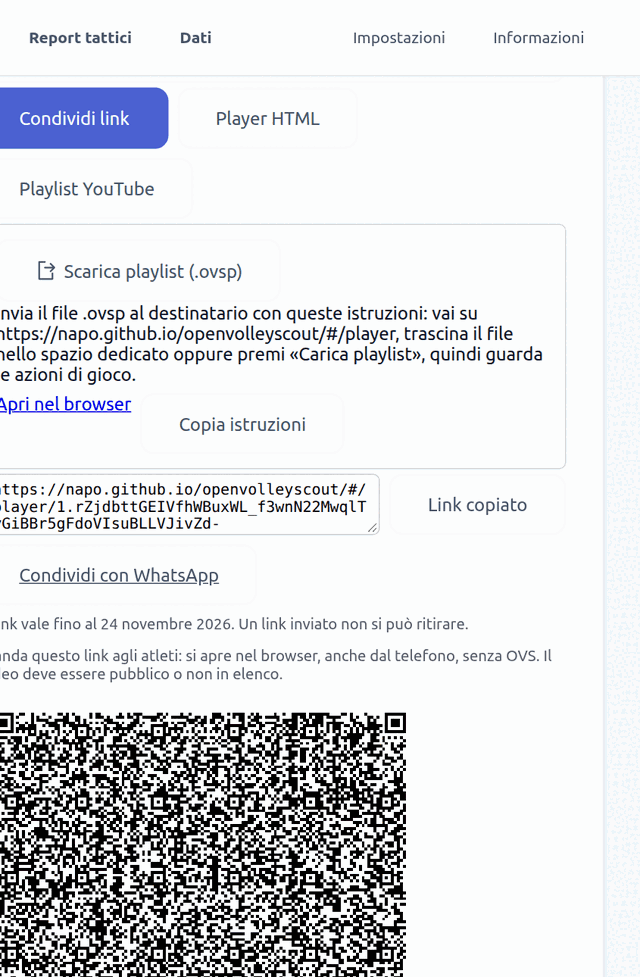 Report tattici Dati Impostazioni Informazioni
Condividi link Player HTML
Playlist YouTube
Scarica playlist (.ovsp)
nvia il file .ovsp al destinatario con queste istruzioni: vai su
https://napo.github.io/openvolleyscout/#/player, trascina il file
nello spazio dedicato oppure premi «Carica playlist», quindi guarda
e azioni di gioco.
Apri nel browser Copia istruzioni
https://napo.github.io/openvolleyscout/#/
player/1.rZjdbttGEIVfhWBuxWL_f3wnN22MwqlT
yGiBBr5gFdoVIsuBLLVJivZd-
Link copiato
Condividi con WhatsApp
nk vale fino al 24 novembre 2026. Un link inviato non si può ritirare.
anda questo link agli atleti: si apre nel browser, anche dal telefono, senza OVS. Il
deo deve essere pubblico o non in elenco.